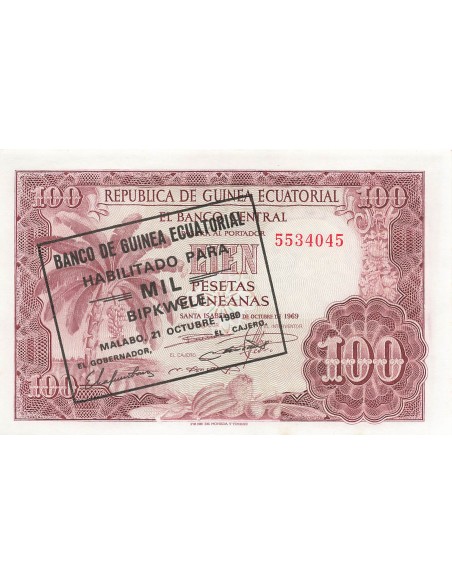 100
100
REPUBLICA DE GUINEA ECUATORIAL
EL BANCO CENTRAL
AL PORTADOR
5534045
CIEN
PESETAS
GUINEANAS
SANTA ISABEL DE OCTUBRE DE 1969
EL CAJERO,
100
100
BANCO DE GUINEA ECUATORIAL
HABILITADO PARA
MIL
BIPKWELE
MALABO, 21 OCTUBRE 1980
EL GOBERNADOR,
EL CAJERO,